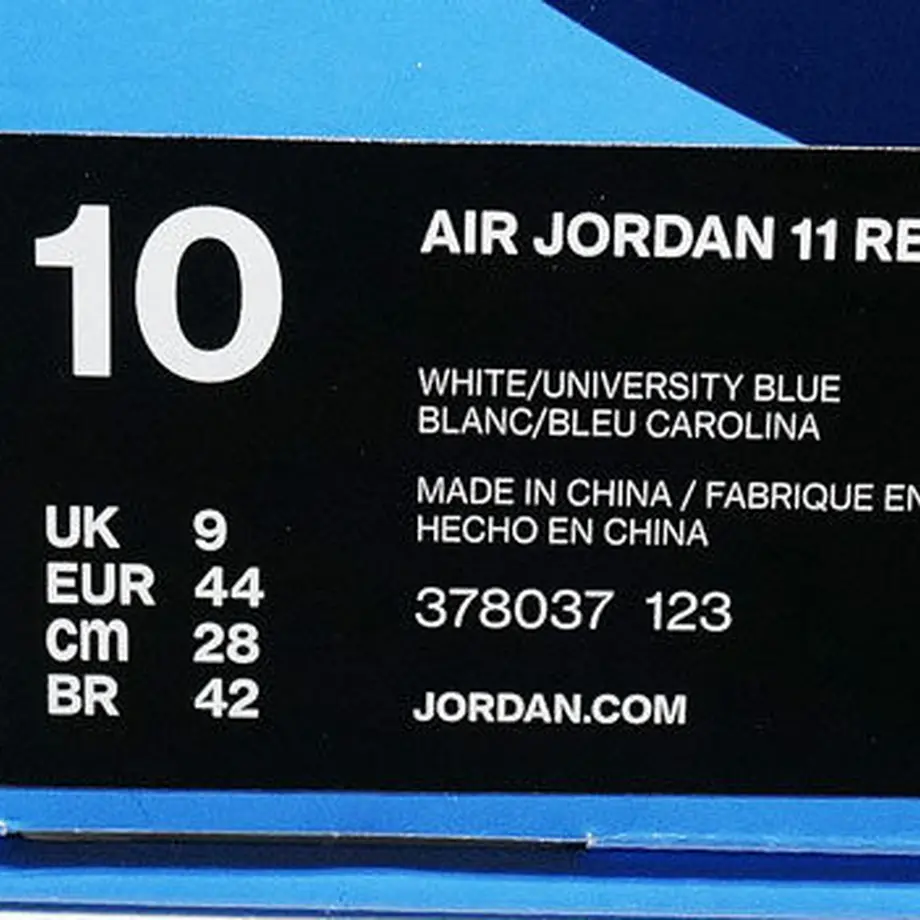 10
AIR JORDAN 11 RE
WHITE/UNIVERSITY BLUE
BLANC/BLEU CAROLINA
MADE IN CHINA / FABRIQUE EN
HECHO EN CHINA
UK 9
EUR 44
cm 28
BR 42
378037 123
JORDAN.COM